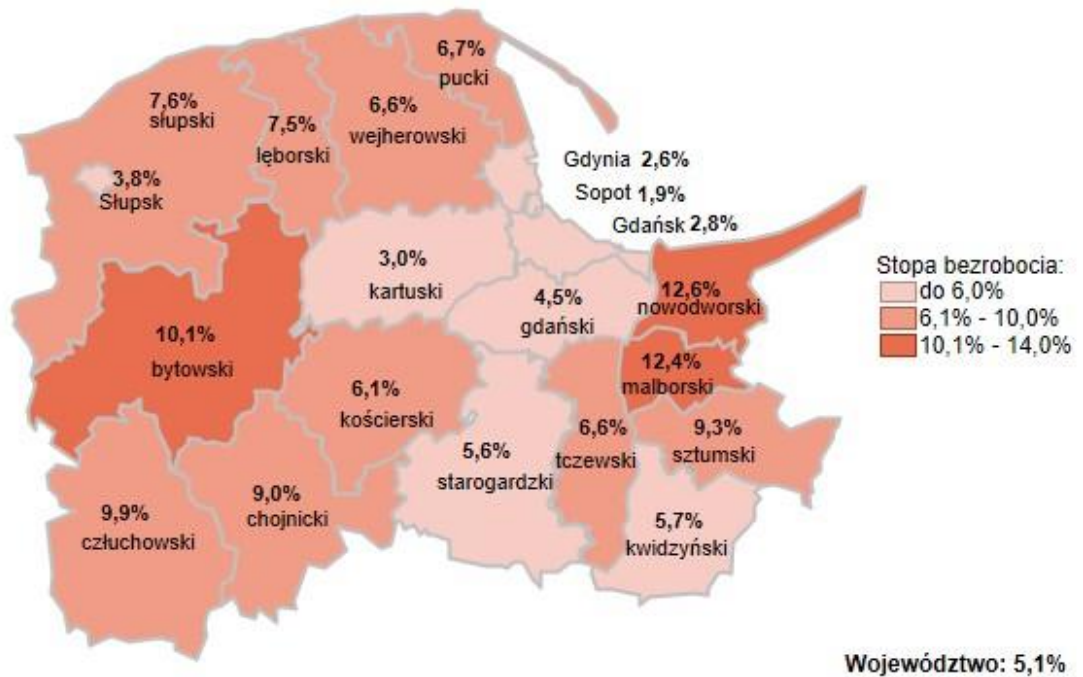 6,7%
pucki
7,6%
słupski
7,5%
lęborski
6,6%
wejherowski
3,8%
Słupsk
Gdynia 2,6%
Sopot 1,9%
Gdańsk 2,8%
3,0%
kartuski
4,5%
gdański
12,6%
nowodworski
10,1%
bytowski
12,4%
malborski
6,1%
kościerski
5,6%
starogardzki
6,6%
tczewski
9,3%
sztumski
9,9%
człuchowski
9,0%
chojnicki
5,7%
kwidzyński
Stopa bezrobocia:
do 6,0%
6,1% - 10,0%
10,1% - 14,0%
Województwo: 5,1%